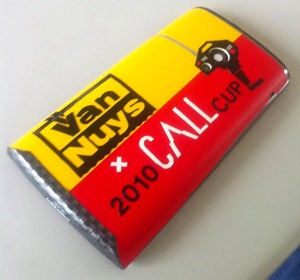 Van
Nuys
× CALL
2010 CUP